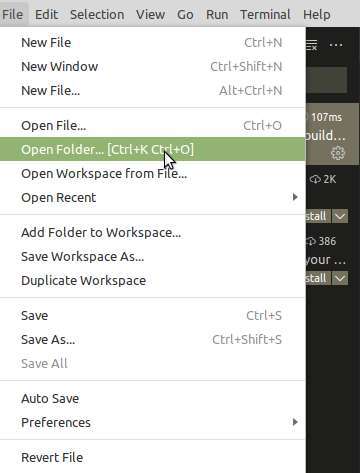 File Edit Selection View Go Run Terminal Help
New File Ctrl+N
New Window Ctrl+Shift+N
New File... Alt+Ctrl+N
107ms
Open File... Ctrl+O
Open Folder... [Ctrl+K Ctrl+O]
Open Workspace from File...
2K
Open Recent
Add Folder to Workspace...
386
Save Workspace As...
your ...
Duplicate Workspace
Save Ctrl+S
Save As... Ctrl+Shift+S
Save All
Auto Save
Preferences
Revert File